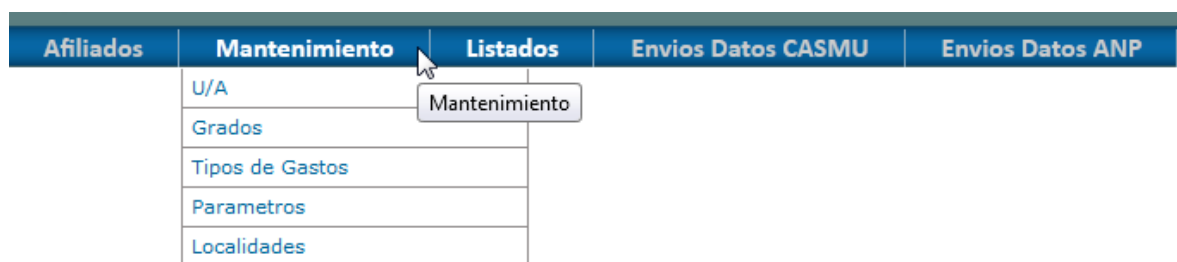 Afiliados Mantenimiento Listados Envios Datos CASMU Envios Datos ANP
U/A
Mantenimiento
Grados
Tipos de Gastos
Parametros
Localidades